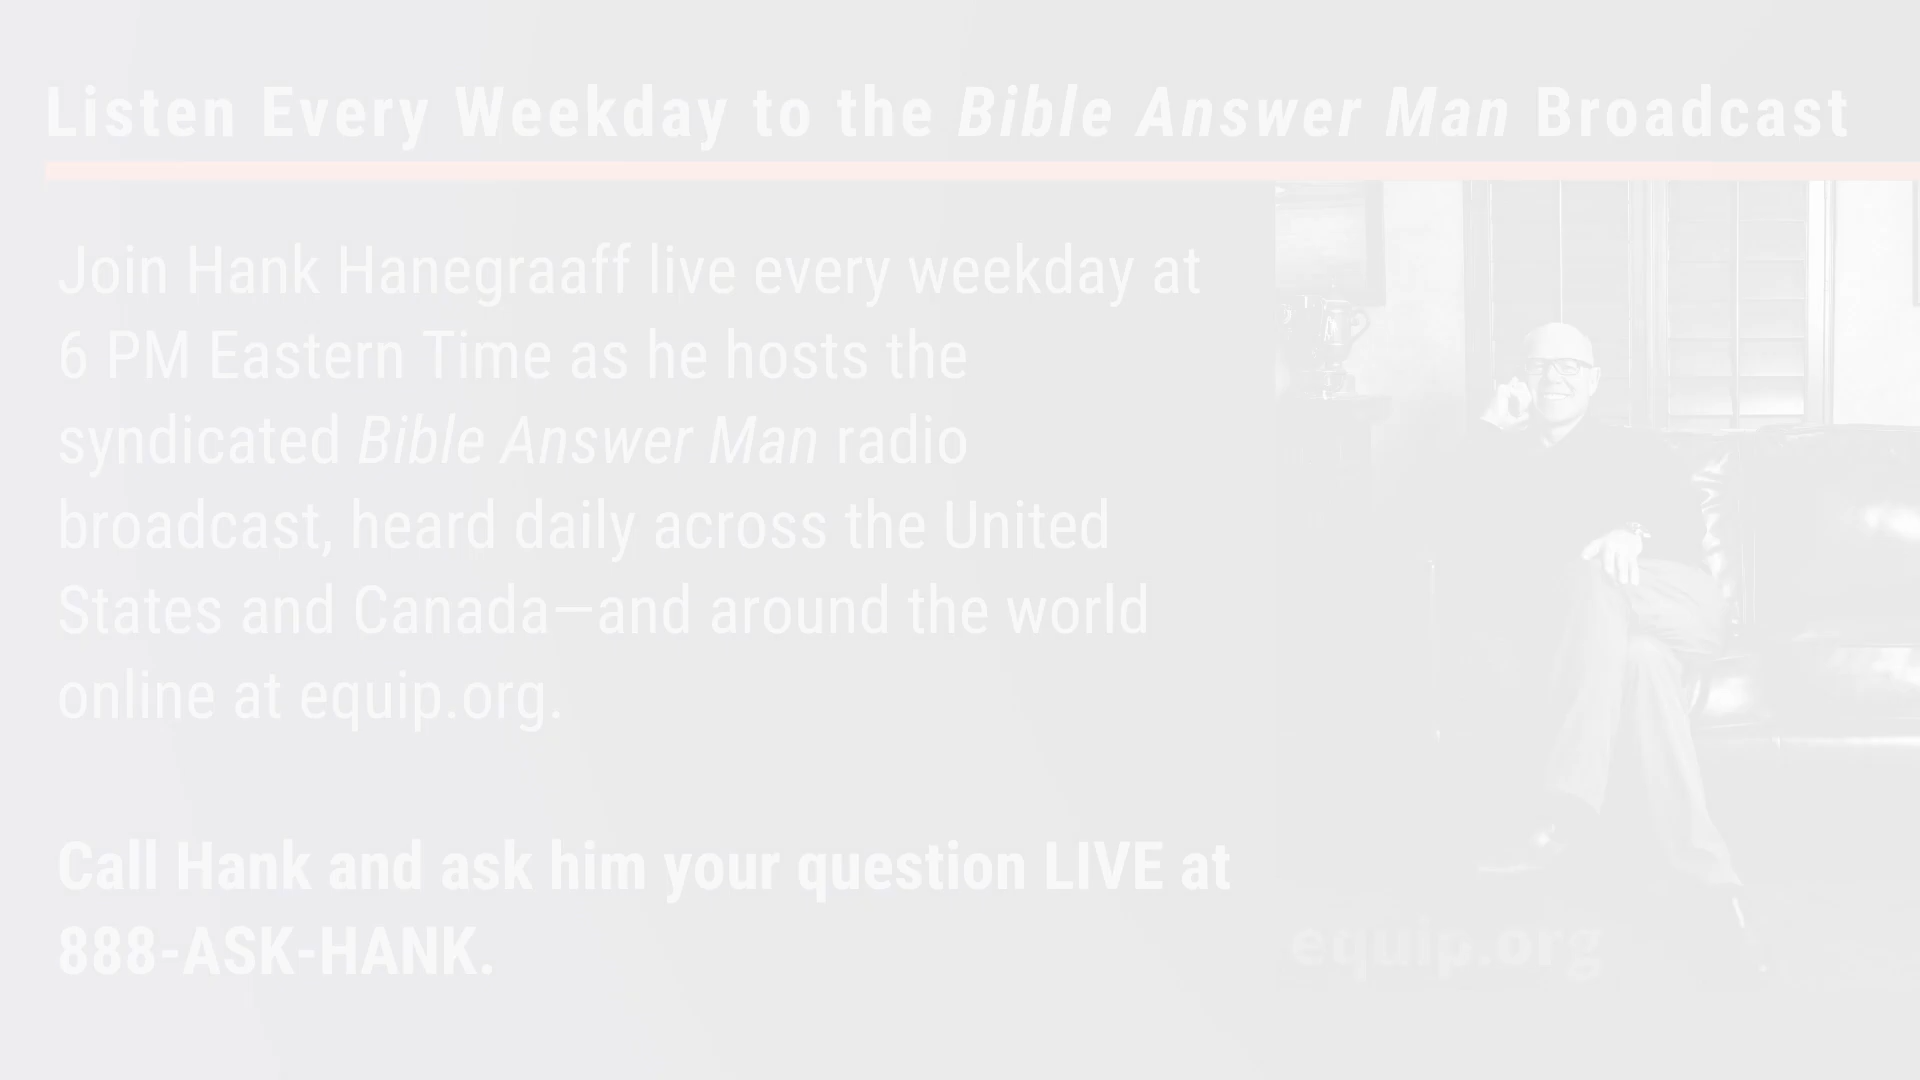 Listen Every Weekday to the Bible Answer Man Broadcast
Join Hank Hanegraaff live every weekday at
6 PM Eastern Time as he hosts the
syndicated Bible Answer Man radio
broadcast, heard daily across the United
States and Canada—and around the world
online at equip.org.
Call Hank and ask him your question LIVE at
888-ASK-HANK.
equip.org